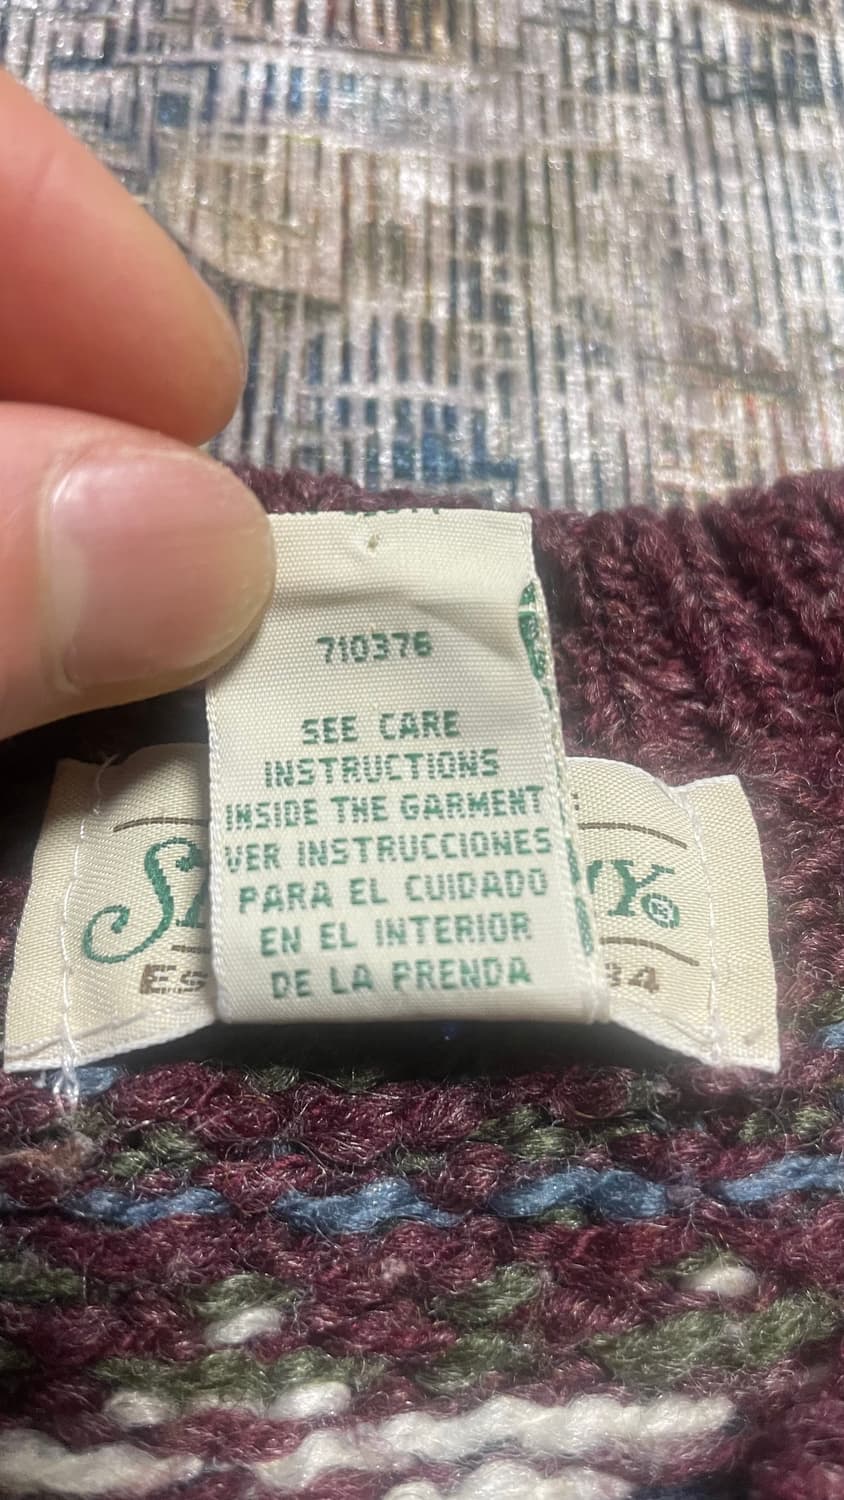 710376
SEE CARE
INSTRUCTIONS
INSIDE THE GARMENT
VER INSTRUCCIONES
PARA EL CUIDADO
EN EL INTERIOR
DE LA PRENDA